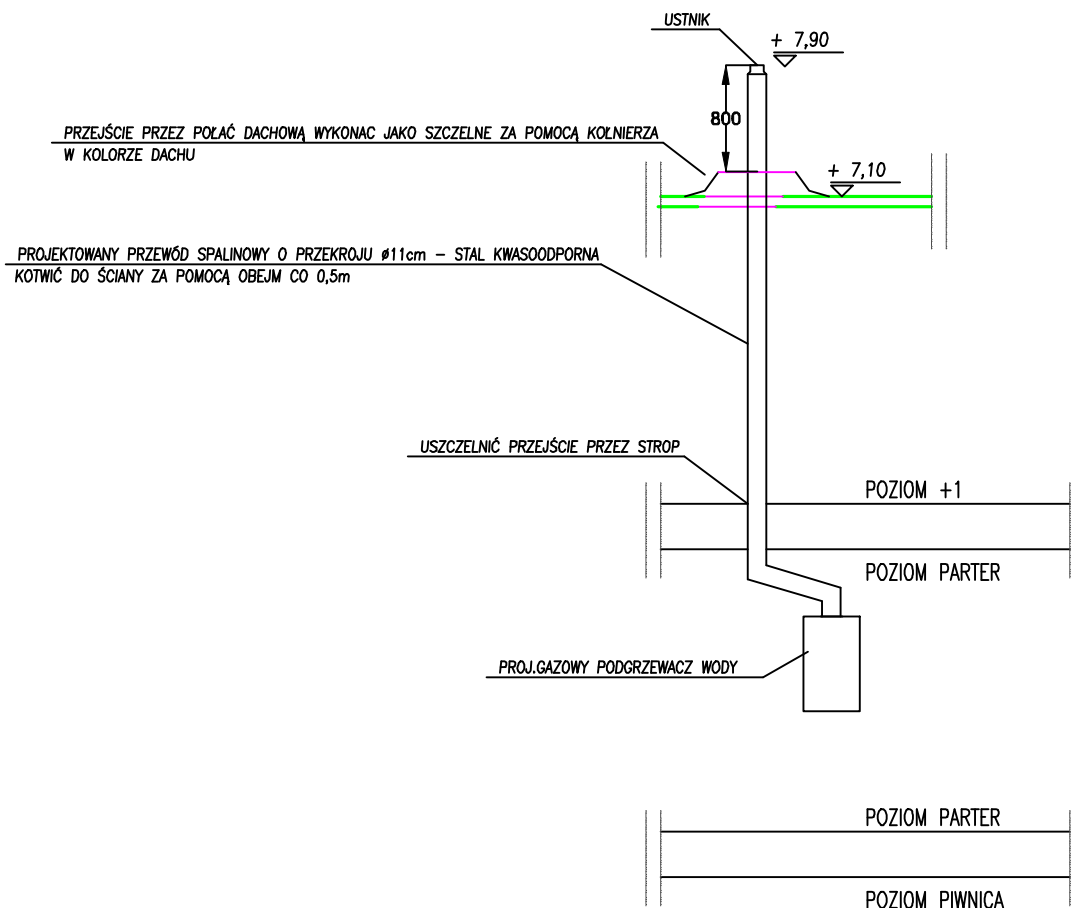 USTNIK
+ 7,90
800
PRZEJŚCIE PRZEZ POŁAĆ DACHOWĄ WYKONAC JAKO SZCZELNE ZA POMOCĄ KOŁNIERZA
W KOLORZE DACHU
+ 7,10
PROJEKTOWANY PRZEWÓD SPALINOWY O PRZEKROJU ø11cm – STAL KWASOODPORNA
KOTWIĆ DO ŚCIANY ZA POMOCĄ OBEJM CO 0,5m
USZCZELNIĆ PRZEJŚCIE PRZEZ STROP
POZIOM +1
POZIOM PARTER
PROJ.GAZOWY PODGRZEWACZ WODY
POZIOM PARTER
POZIOM PIWNICA